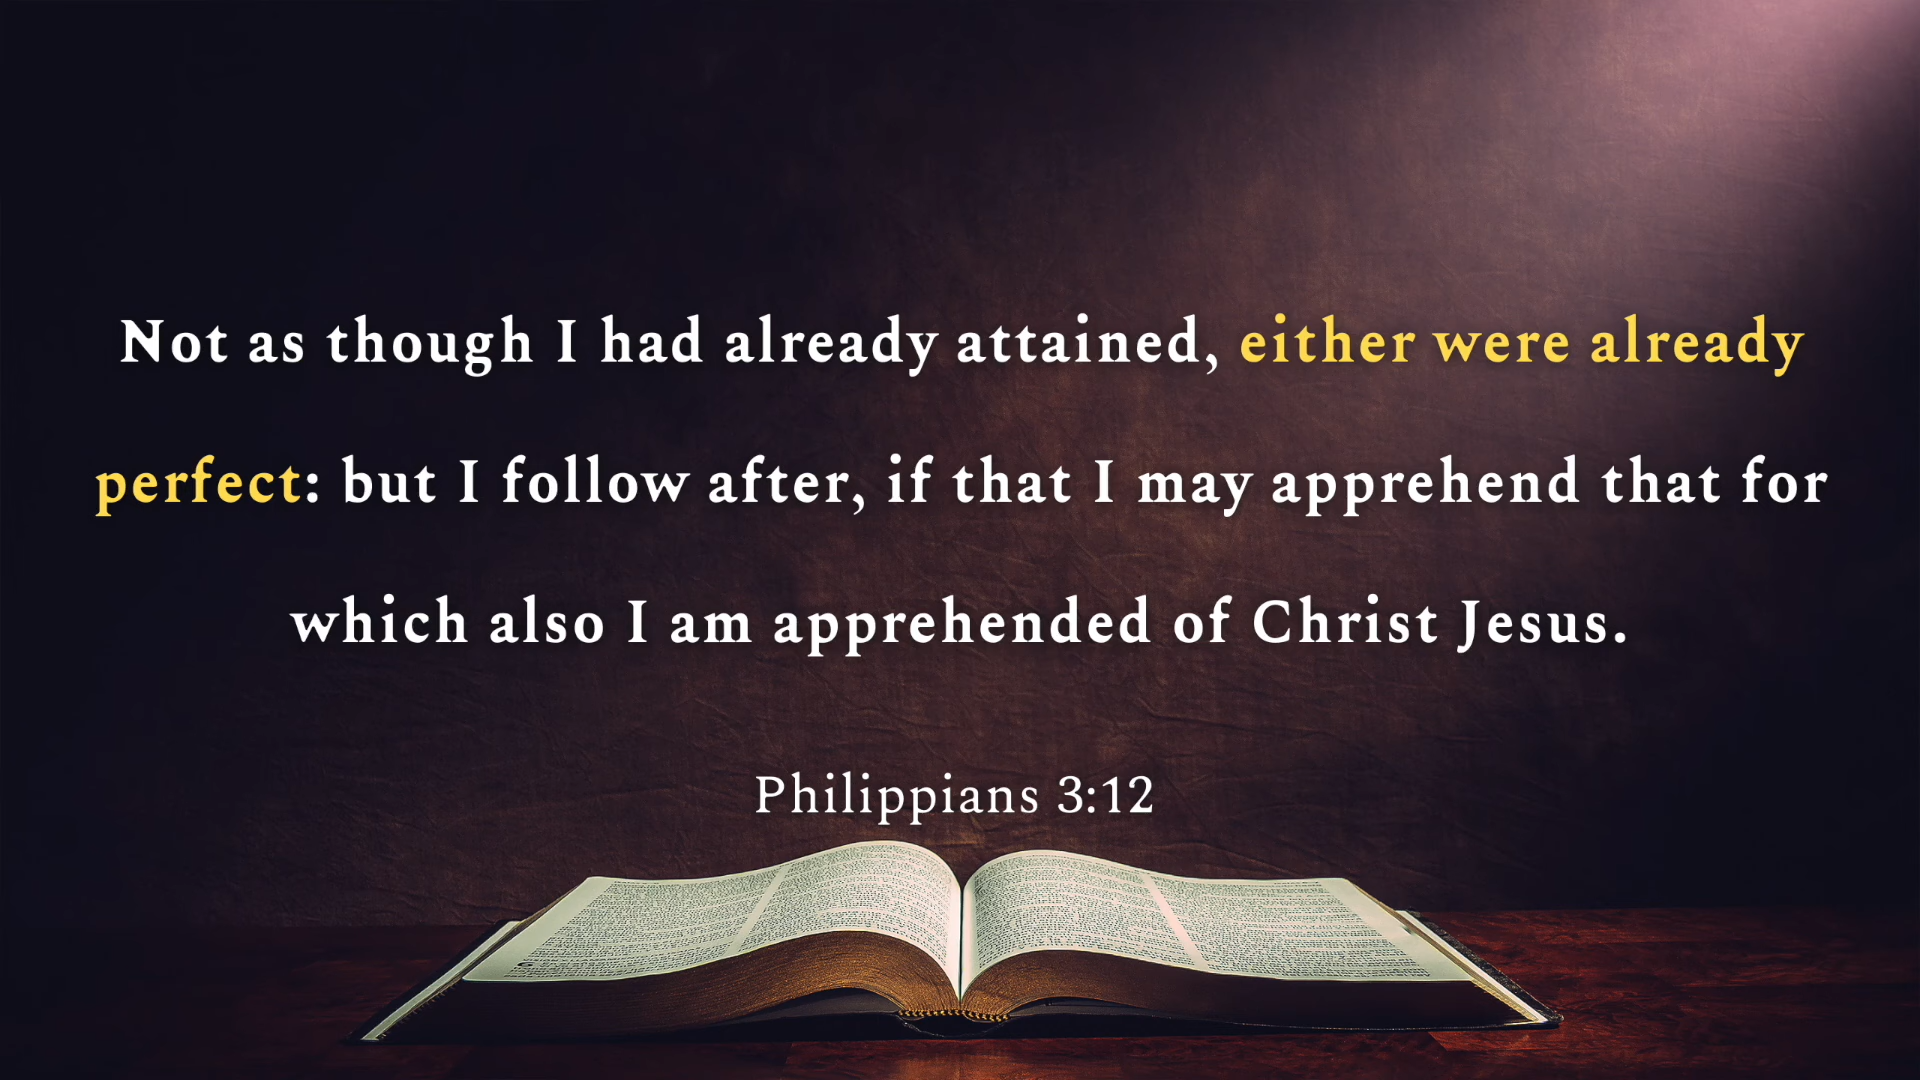 Not as though I had already attained, either were already
perfect: but I follow after, if that I may apprehend that for
which also I am apprehended of Christ Jesus.
Philippians 3:12